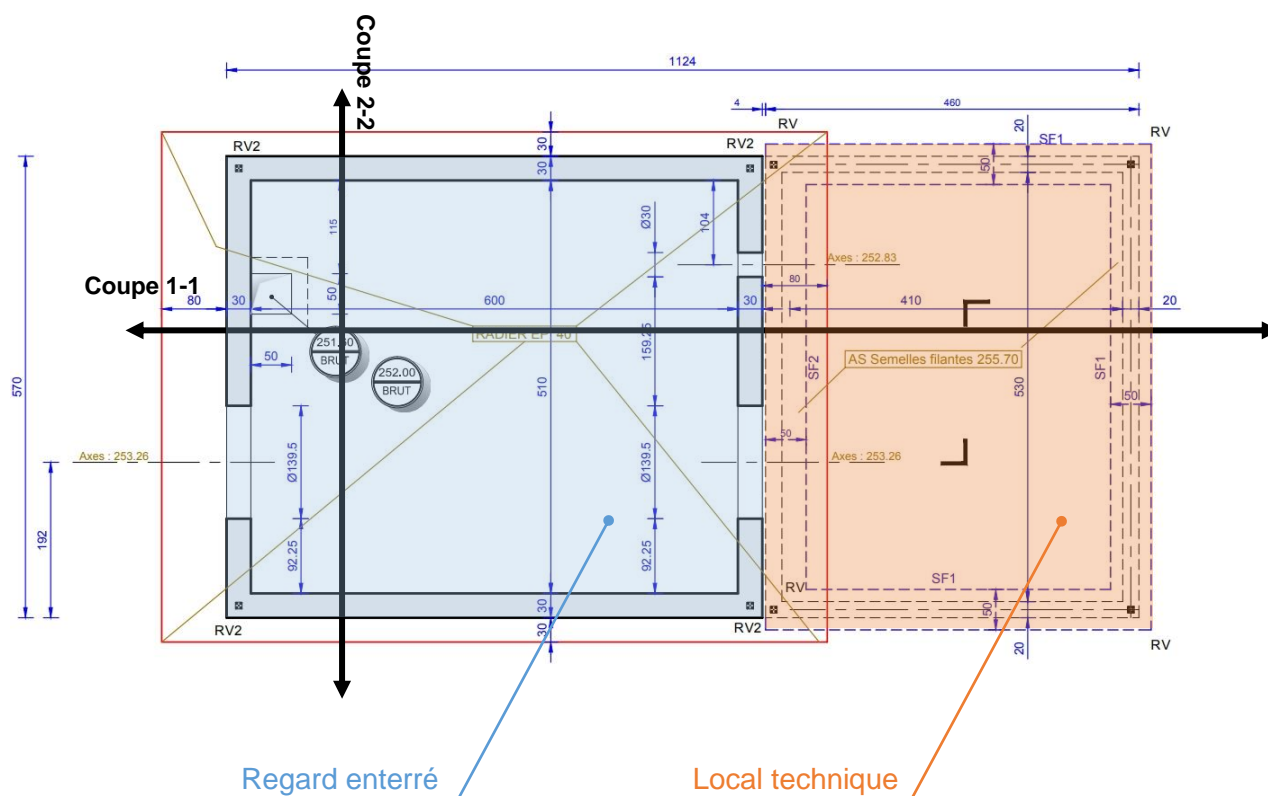 Coupe 2-2
1124
4
460
RV2
RV2
RV
RV
30
30
20
SF1
50
115
Ø30
104
Axes : 252.83
Coupe 1-1
80
80
30
50
600
30
410
20
RADIER EP 40
159.25
251.50
BRUT
50
252.00
BRUT
AS Semelles filantes 255.70
SF2
SF1
570
510
530
50
50
Axes : 253.26
Axes : 253.26
Ø139.5
Ø139.5
192
92.25
92.25
SF1
RV
50
30
30
20
RV2
RV2
RV
Regard enterré
Local technique